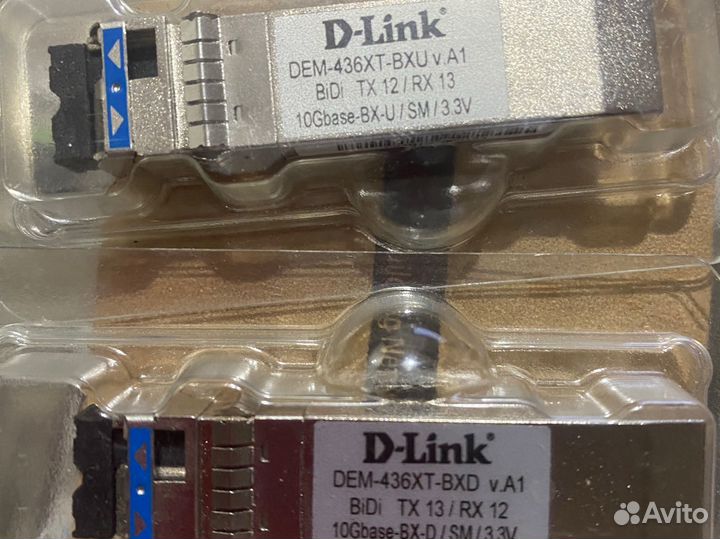 D-Link
DEM-436XT-BXU v.A1
BiDi TX 12 / RX 13
10Gbase-BX-U / SM / 3.3V
D-Link
DEM-436XT-BXD v.A1
BiDi TX 13 / RX 12
10Gbase-BX-D / SM / 3.3V
Avito